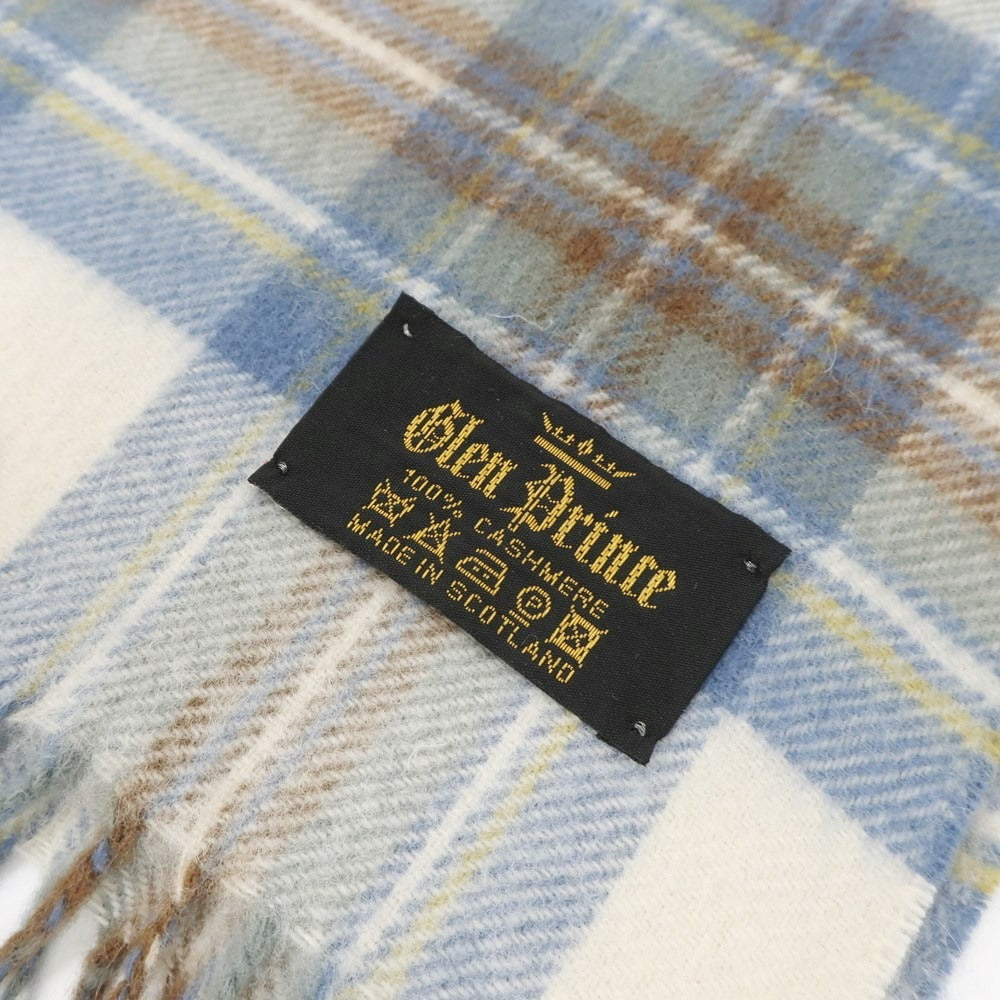 Glen Prince
100% CASHMERE
P
MADE IN SCOTLAND